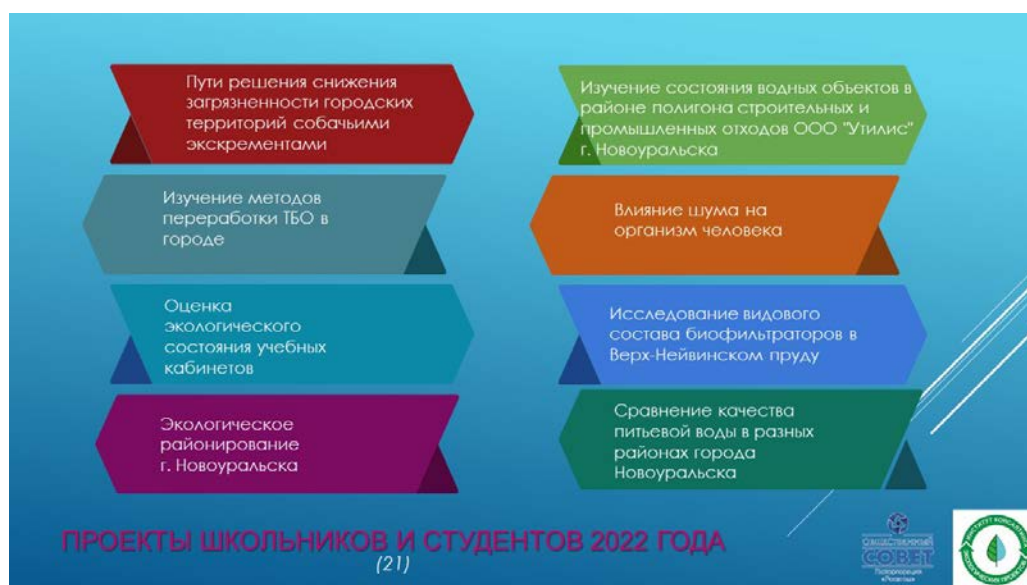 Пути решения снижения
загрязненности городских
территорий собачьими
экскрементами
Изучение методов
переработки ТБО в
городе
Оценка
экологического
состояния учебных
кабинетов
Экологическое
районирование
г. Новоуральска
Изучение состояния водных объектов в
районе полигона строительных и
промышленных отходов ООО "Утилис"
г. Новоуральска
Влияние шума на
организм человека
Исследование видового
состава биофильтраторов в
Верх-Нейвинском пруду
Сравнение качества
питьевой воды в разных
районах города
Новоуральска
ПРОЕКТЫ ШКОЛЬНИКОВ И СТУДЕНТОВ 2022 ГОДА
(21)
ОБЩЕСТВЕННЫЙ
СОВЕТ
Госкорпорации
«Росатом»